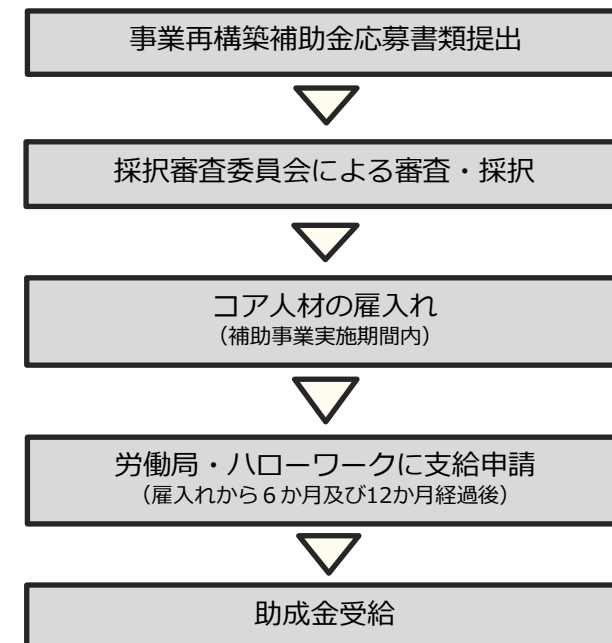 事業再構築補助金応募書類提出
採択審査委員会による審査・採択
コア人材の雇入れ
（補助事業実施期間内）
労働局・ハローワークに支給申請
（雇入れから６か月及び12か月経過後）
助成金受給